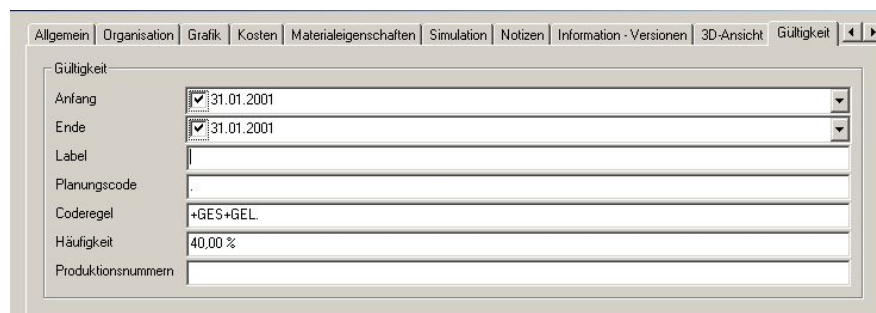 Allgemein Organisation Grafik Kosten Materialeigenschaften Simulation Notizen Information - Versionen 3D-Ansicht Gültigkeit
Gültigkeit
Anfang 31.01.2001
Ende 31.01.2001
Label
Planungscode .
Coderegel +GES+GEL.
Häufigkeit 40,00 %
Produktionsnummern